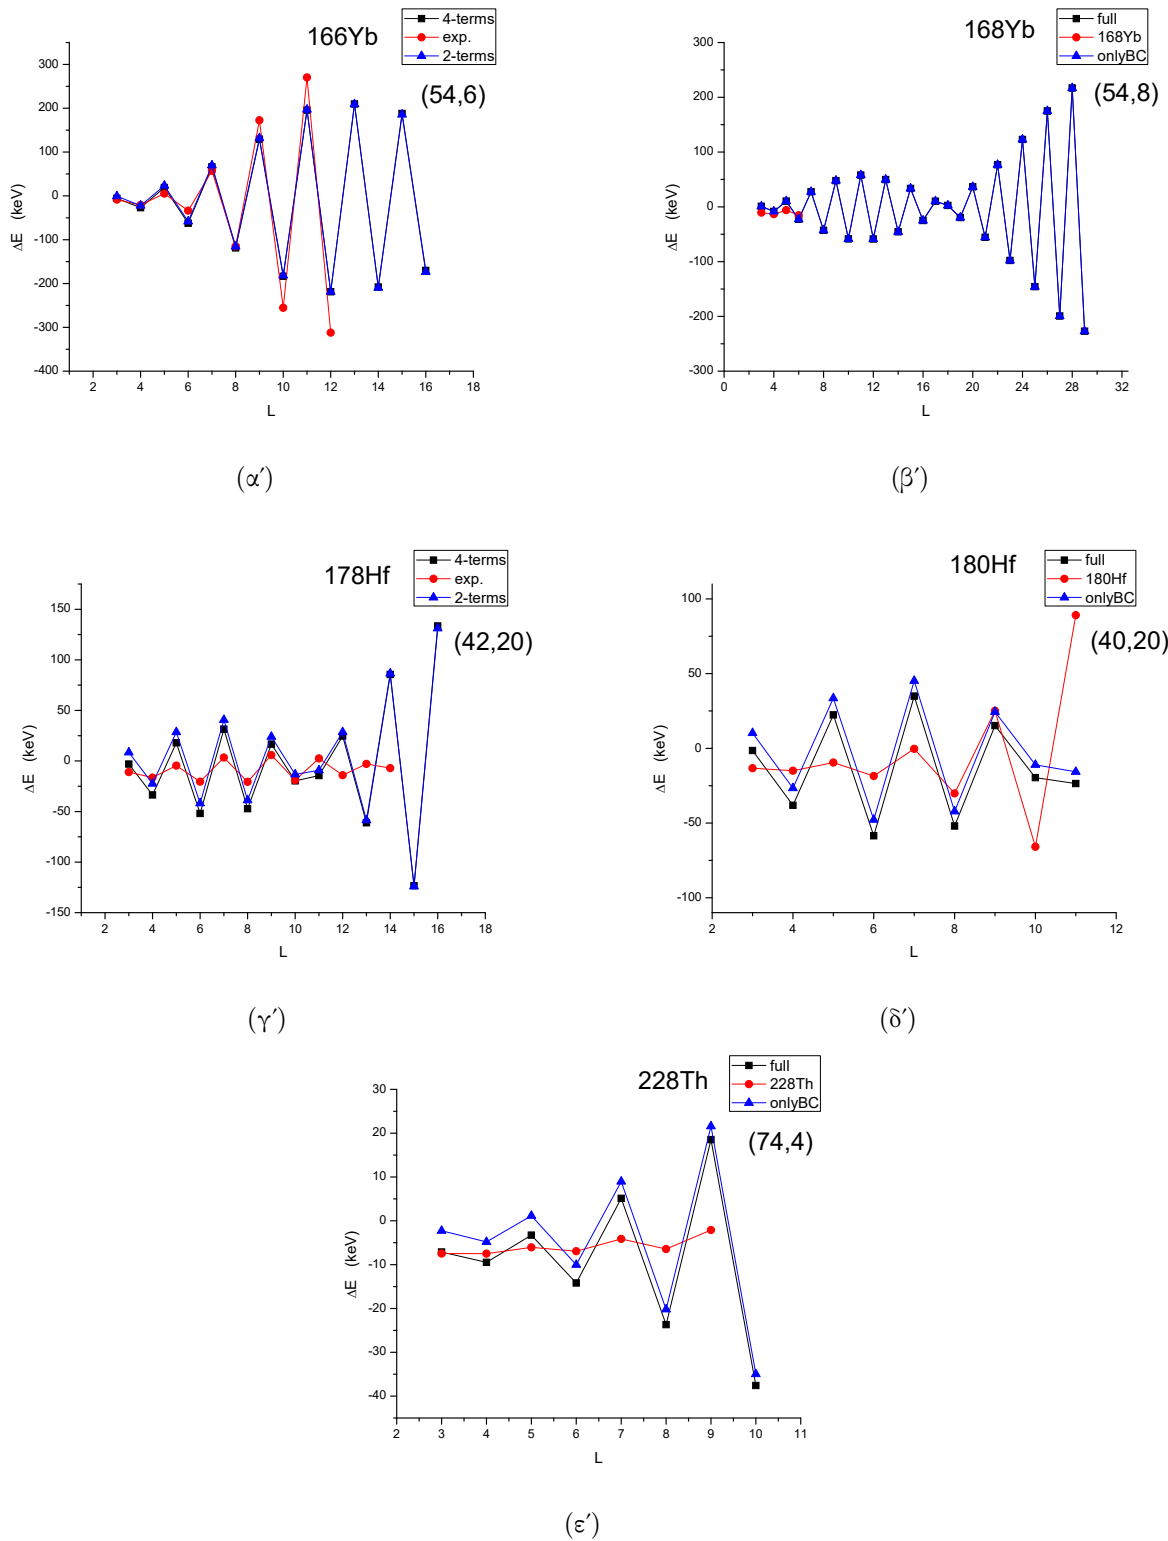 166Yb
4-terms
exp.
2-terms
(54,6)
300
200
100
0
-100
-200
-300
-400
ΔE (keV)
2 4 6 8 10 12 14 16 18
L
(α′)
168Yb
full
168Yb
onlyBC
(54,8)
300
200
100
0
-100
-200
-300
ΔE (keV)
0 4 8 12 16 20 24 28 32
L
(β′)
178Hf
4-terms
exp.
2-terms
(42,20)
150
100
50
0
-50
-100
-150
ΔE (keV)
2 4 6 8 10 12 14 16 18
L
(γ′)
180Hf
full
180Hf
onlyBC
(40,20)
100
50
0
-50
-100
ΔE (keV)
2 4 6 8 10 12
L
(δ′)
228Th
full
228Th
onlyBC
(74,4)
30
20
10
0
-10
-20
-30
-40
ΔE (keV)
2 3 4 5 6 7 8 9 10 11
L
(ε′)